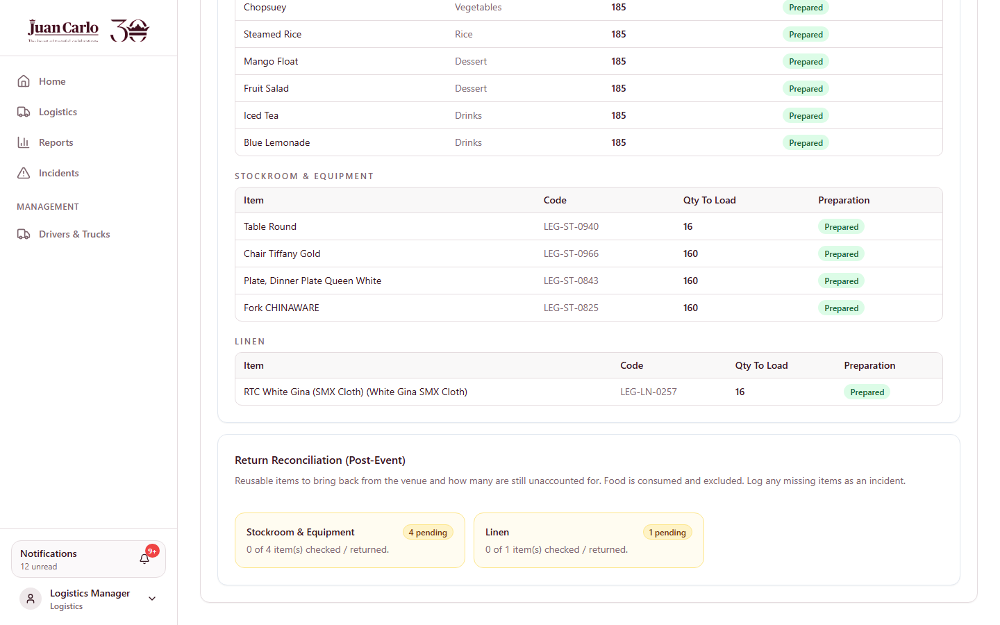 Juan Carlo 30
Home
Logistics
Reports
Incidents
MANAGEMENT
Drivers & Trucks
Notifications
12 unread
9+
Logistics Manager
Logistics
Chopsuey Vegetables 185 Prepared
Steamed Rice Rice 185 Prepared
Mango Float Dessert 185 Prepared
Fruit Salad Dessert 185 Prepared
Iced Tea Drinks 185 Prepared
Blue Lemonade Drinks 185 Prepared
STOCKROOM & EQUIPMENT
Item Code Qty To Load Preparation
Table Round LEG-ST-0940 16 Prepared
Chair Tiffany Gold LEG-ST-0966 160 Prepared
Plate, Dinner Plate Queen White LEG-ST-0843 160 Prepared
Fork CHINAWARE LEG-ST-0825 160 Prepared
LINEN
Item Code Qty To Load Preparation
RTC White Gina (SMX Cloth) (White Gina SMX Cloth) LEG-LN-0257 16 Prepared
Return Reconciliation (Post-Event)
Reusable items to bring back from the venue and how many are still unaccounted for. Food is consumed and excluded. Log any missing items as an incident.
Stockroom & Equipment 4 pending
0 of 4 item(s) checked / returned.
Linen 1 pending
0 of 1 item(s) checked / returned.